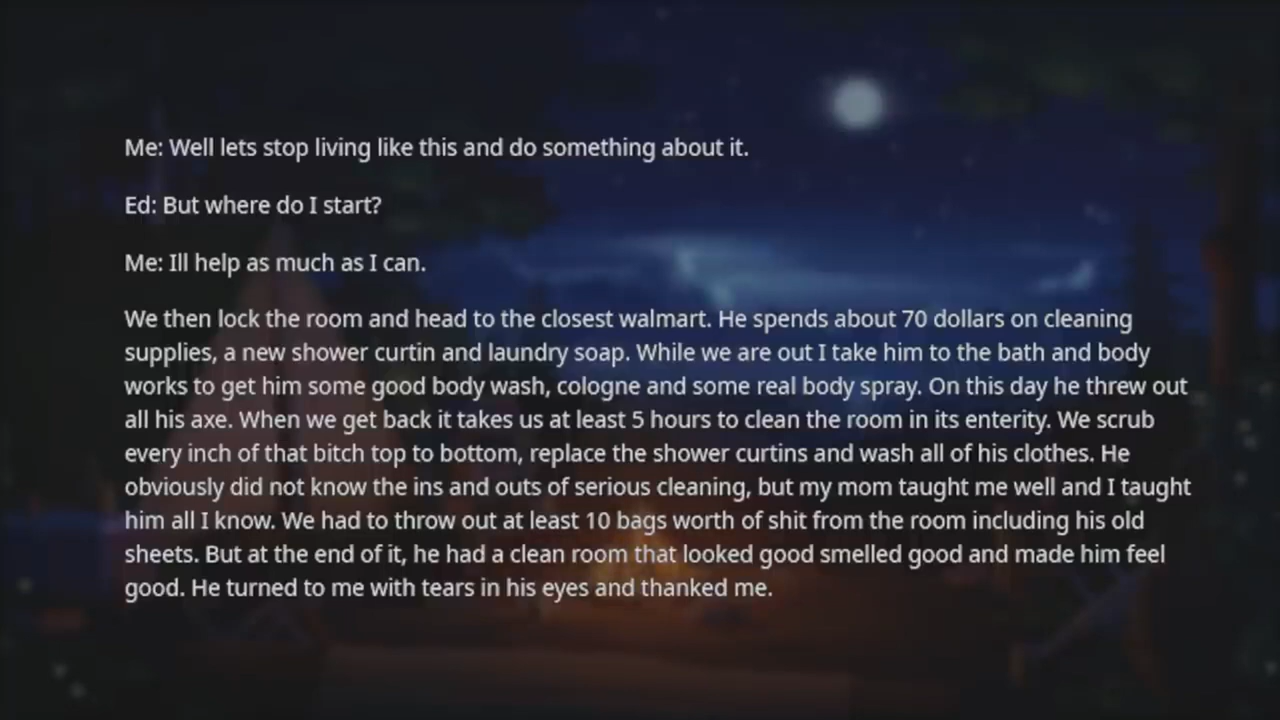 Me: Well lets stop living like this and do something about it.
Ed: But where do I start?
Me: Ill help as much as I can.
We then lock the room and head to the closest walmart. He spends about 70 dollars on cleaning
supplies, a new shower curtin and laundry soap. While we are out I take him to the bath and body
works to get him some good body wash, cologne and some real body spray. On this day he threw out
all his axe. When we get back it takes us at least 5 hours to clean the room in its enterity. We scrub
every inch of that bitch top to bottom, replace the shower curtins and wash all of his clothes. He
obviously did not know the ins and outs of serious cleaning, but my mom taught me well and I taught
him all I know. We had to throw out at least 10 bags worth of shit from the room including his old
sheets. But at the end of it, he had a clean room that looked good smelled good and made him feel
good. He turned to me with tears in his eyes and thanked me.